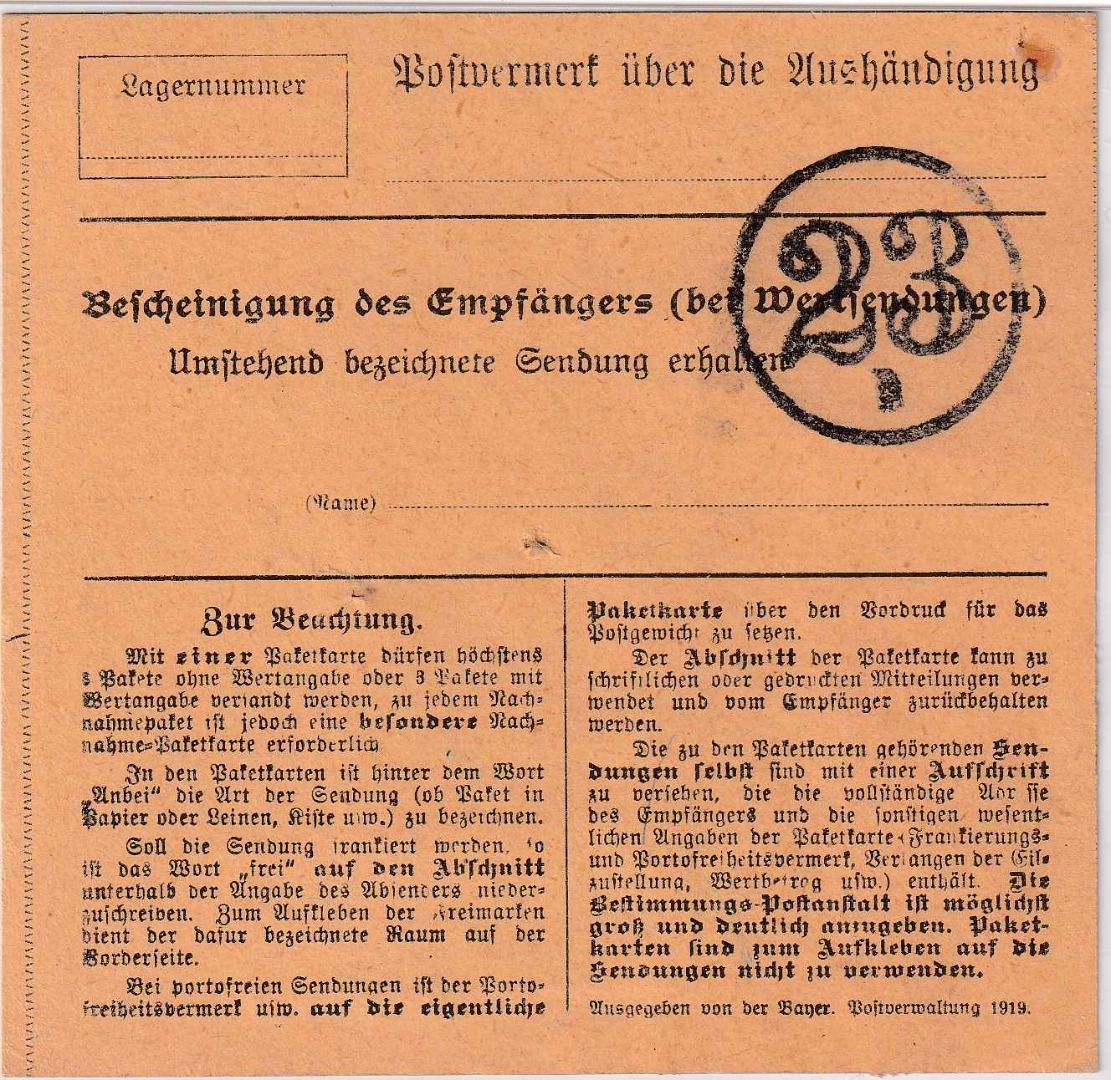 Lagernummer
Postvermerk über die Aushändigung
23
Bescheinigung des Empfängers (bei Wertsendungen)
Umstehend bezeichnete Sendung erhalten
(Name)
Zur Beachtung.
Mit einer Paketkarte dürfen höchstens
3 Pakete ohne Wertangabe oder 3 Pakete mit
Wertangabe versandt werden, zu jedem Nach-
nahmepaket ist jedoch eine besondere Nach-
nahme-Paketkarte erforderlich
In den Paketkarten ist hinter dem Wort
„Anbei“ die Art der Sendung (ob Paket in
Papier oder Leinen, Kiste usw.) zu bezeichnen.
Soll die Sendung frankiert werden, so
ist das Wort „frei“ auf den Abschnitt
unterhalb der Angabe des Absenders nieder-
zuschreiben. Zum Aufkleben der Freimarken
dient der dafür bezeichnete Raum auf der
Vorderseite.
Bei portofreien Sendungen ist der Porto-
freiheitsvermerk usw. auf die eigentliche
Paketkarte über den Vordruck für das
Postgewicht zu setzen.
Der Abschnitt der Paketkarte kann zu
schriftlichen oder gedruckten Mitteilungen ver-
wendet und vom Empfänger zurückbehalten
werden.
Die zu den Paketkarten gehörenden Sen-
dungen selbst sind mit einer Aufschrift
zu versehen, die die vollständige Adresse
des Empfängers und die sonstigen wesent-
lichen Angaben der Paketkarte (Frankierungs-
und Portofreiheitsvermerk, Verlangen der Eil-
zustellung, Wertbetrag usw.) enthält. Die
Bestimmungs-Postanstalt ist möglichst
groß und deutlich anzugeben. Paket-
karten sind zum Aufkleben auf die
Sendungen nicht zu verwenden.
Ausgegeben von der Bayer. Postverwaltung 1919.